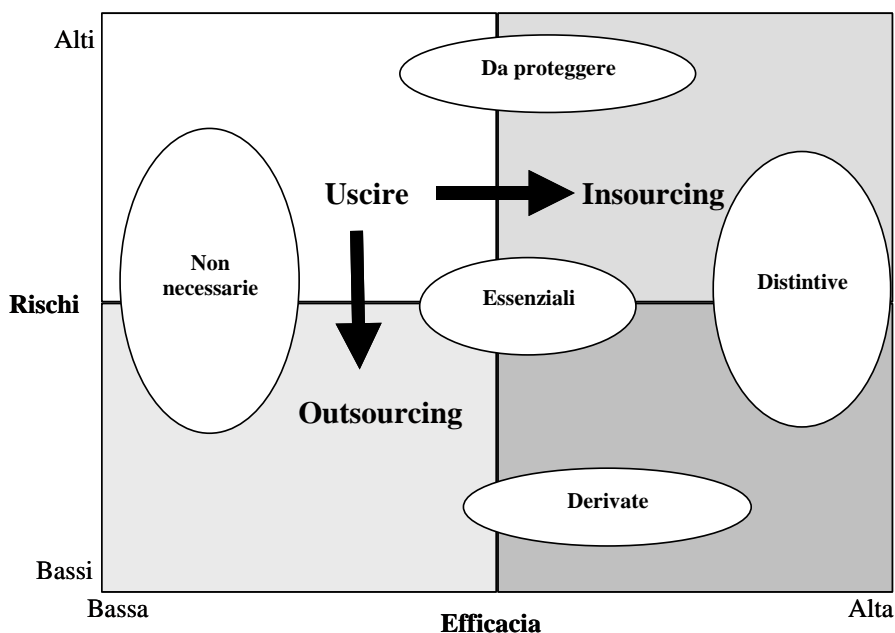 Alti
Da proteggere
Uscire
Insourcing
Non
necessarie
Essenziali
Distintive
Rischi
Outsourcing
Derivate
Bassi
Bassa
Efficacia
Alta